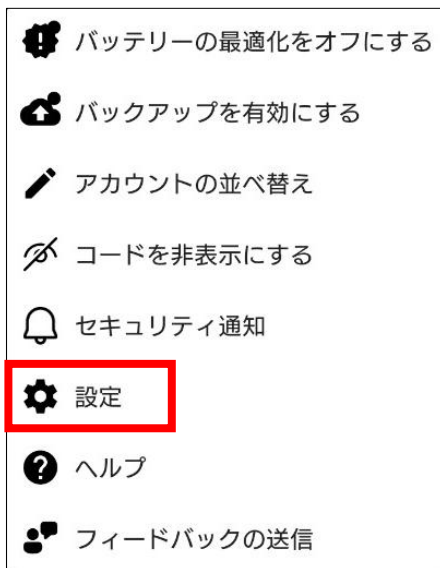 バッテリーの最適化をオフにする
バックアップを有効にする
アカウントの並べ替え
コードを非表示にする
セキュリティ通知
設定
ヘルプ
フィードバックの送信